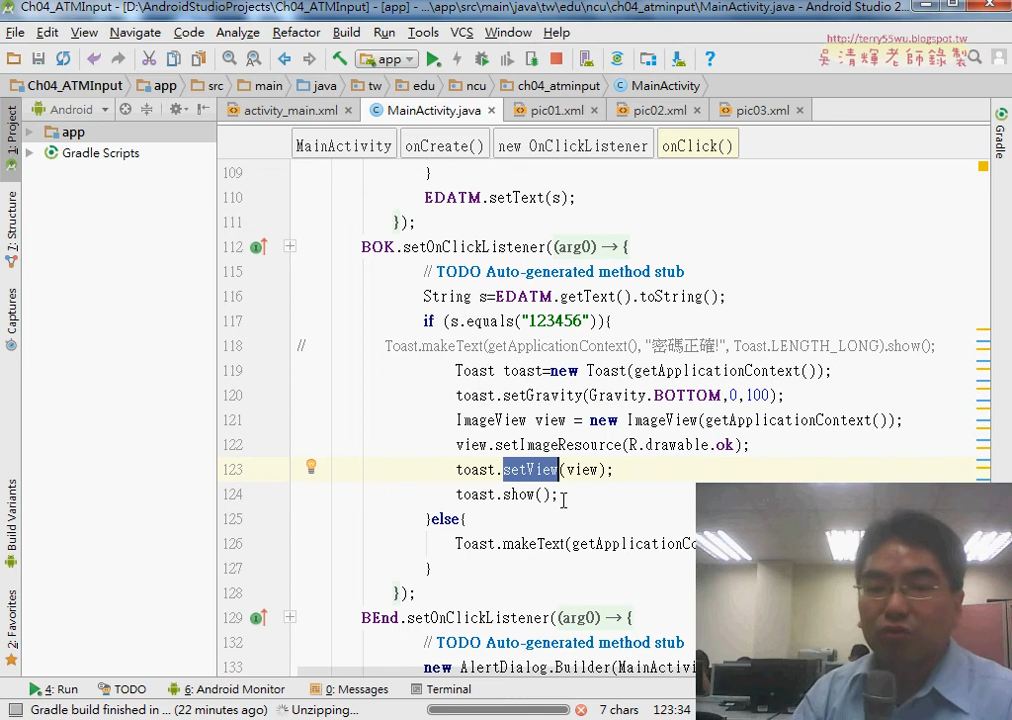 Ch04_ATMInput - [D:\AndroidStudioProjects\Ch04_ATMInput] - [app] - ...\app\src\main\java\tw\edu\ncu\ch04_atminput\MainActivity.java - Android Studio 2...
File Edit View Navigate Code Analyze Refactor Build Run Tools VCS Window Help
http://terry55wu.blogspot.tw
吳清輝老師錄製
app
Ch04_ATMInput app src main java tw edu ncu ch04_atminput MainActivity
Android
activity_main.xml MainActivity.java pic01.xml pic02.xml pic03.xml
1: Project
7: Structure
Captures
Build Variants
2: Favorites
Gradle
app
Gradle Scripts
MainActivity onCreate() new OnClickListener onClick()
109 }
110 EDATM.setText(s);
111 });
112 BOK.setOnClickListener((arg0) → {
115 // TODO Auto-generated method stub
116 String s=EDATM.getText().toString();
117 if (s.equals("123456")){
118 // Toast.makeText(getApplicationContext(), "密碼正確!", Toast.LENGTH_LONG).show();
119 Toast toast=new Toast(getApplicationContext());
120 toast.setGravity(Gravity.BOTTOM,0,100);
121 ImageView view = new ImageView(getApplicationContext());
122 view.setImageResource(R.drawable.ok);
123 toast.setView(view);
124 toast.show();
125 }else{
126 Toast.makeText(getApplicationCo
127 }
128 });
129 BEnd.setOnClickListener((arg0) → {
132 // TODO Auto-generated method stub
133 new AlertDialog.Builder(MainActivi
4: Run TODO 6: Android Monitor 0: Messages Terminal
Gradle build finished in ... (22 minutes ago) Unzipping... 7 chars 123:34